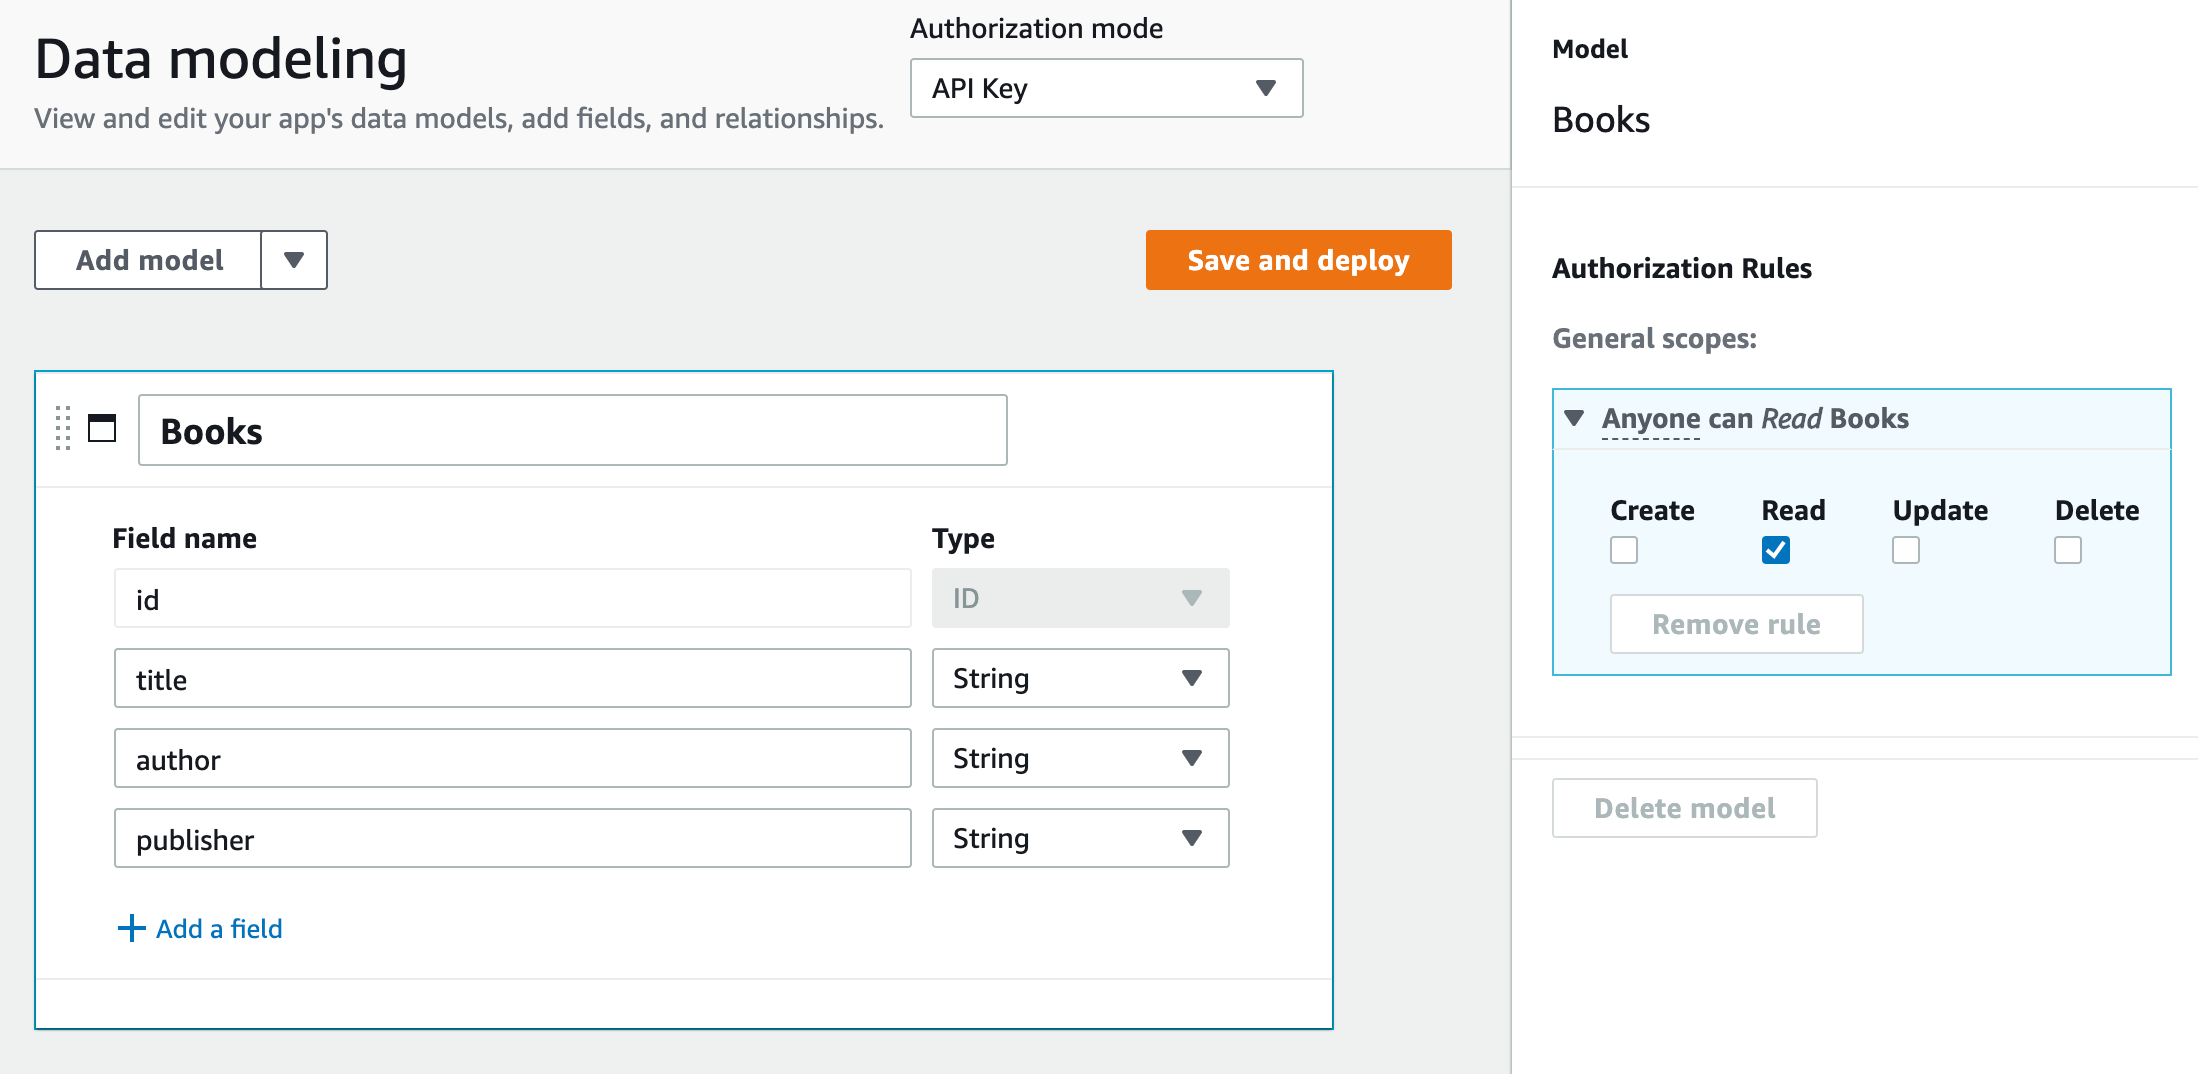 Data modeling
View and edit your app's data models, add fields, and relationships.
Authorization mode
API Key
Add model
Save and deploy
Books
Field name
Type
id
ID
title
String
author
String
publisher
String
Add a field
Model
Books
Authorization Rules
General scopes:
Anyone can Read Books
Create Read Update Delete
Remove rule
Delete model